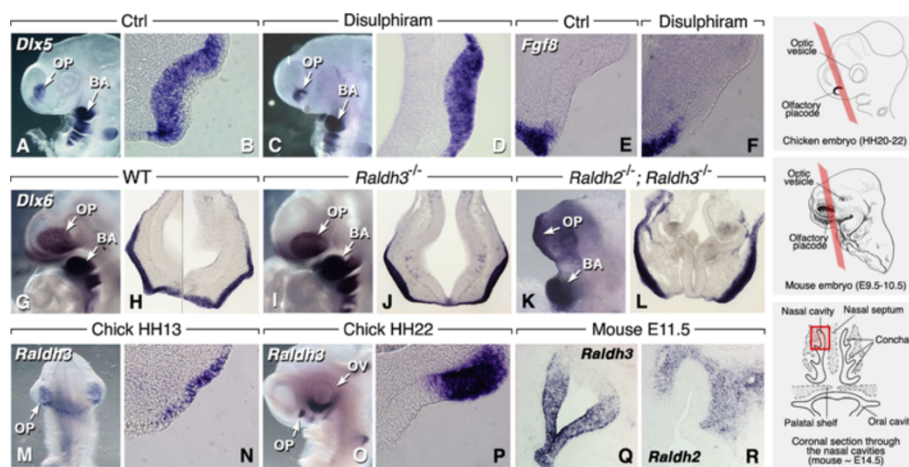 Ctrl Disulphiram Ctrl Disulphiram
Dlx5 OP BA A B OP BA C D Fgf8 E F
Optic
vesicle
Olfactory
placode
Chicken embryo (HH20-22)
WT Raldh3-/- Raldh2-/-; Raldh3-/-
Dlx6 OP BA G H OP BA I J OP BA K L
Optic
vesicle
Olfactory
placode
Mouse embryo (E9.5-10.5)
Chick HH13 Chick HH22 Mouse E11.5
Raldh3 OP M N Raldh3 OV OP O P Raldh3 Q Raldh2 R
Nasal cavity Nasal septum
Concha
Palatal shelf Oral cavit
Coronal section through
the nasal cavities
(mouse ~ E14.5)